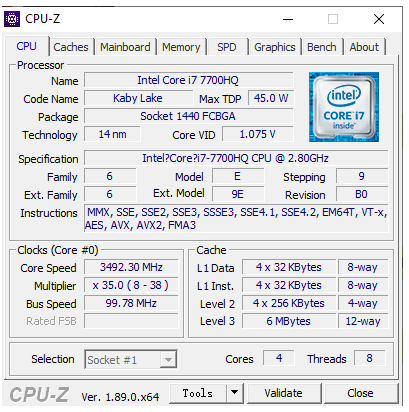 CPU-Z
CPU Caches Mainboard Memory SPD Graphics Bench About
Processor
Name Intel Core i7 7700HQ
Code Name Kaby Lake Max TDP 45.0 W
Package Socket 1440 FCBGA
Technology 14 nm Core VID 1.075 V
intel
CORE i7
inside™
Specification Intel?Core?i7-7700HQ CPU @ 2.80GHz
Family 6 Model E Stepping 9
Ext. Family 6 Ext. Model 9E Revision B0
Instructions MMX, SSE, SSE2, SSE3, SSSE3, SSE4.1, SSE4.2, EM64T, VT-x,
AES, AVX, AVX2, FMA3
Clocks (Core #0)
Core Speed 3492.30 MHz
Multiplier x 35.0 ( 8 - 38 )
Bus Speed 99.78 MHz
Rated FSB
Cache
L1 Data 4 x 32 KBytes 8-way
L1 Inst. 4 x 32 KBytes 8-way
Level 2 4 x 256 KBytes 4-way
Level 3 6 MBytes 12-way
Selection Socket #1 Cores 4 Threads 8
CPU-Z Ver. 1.89.0.x64 Tools Validate Close